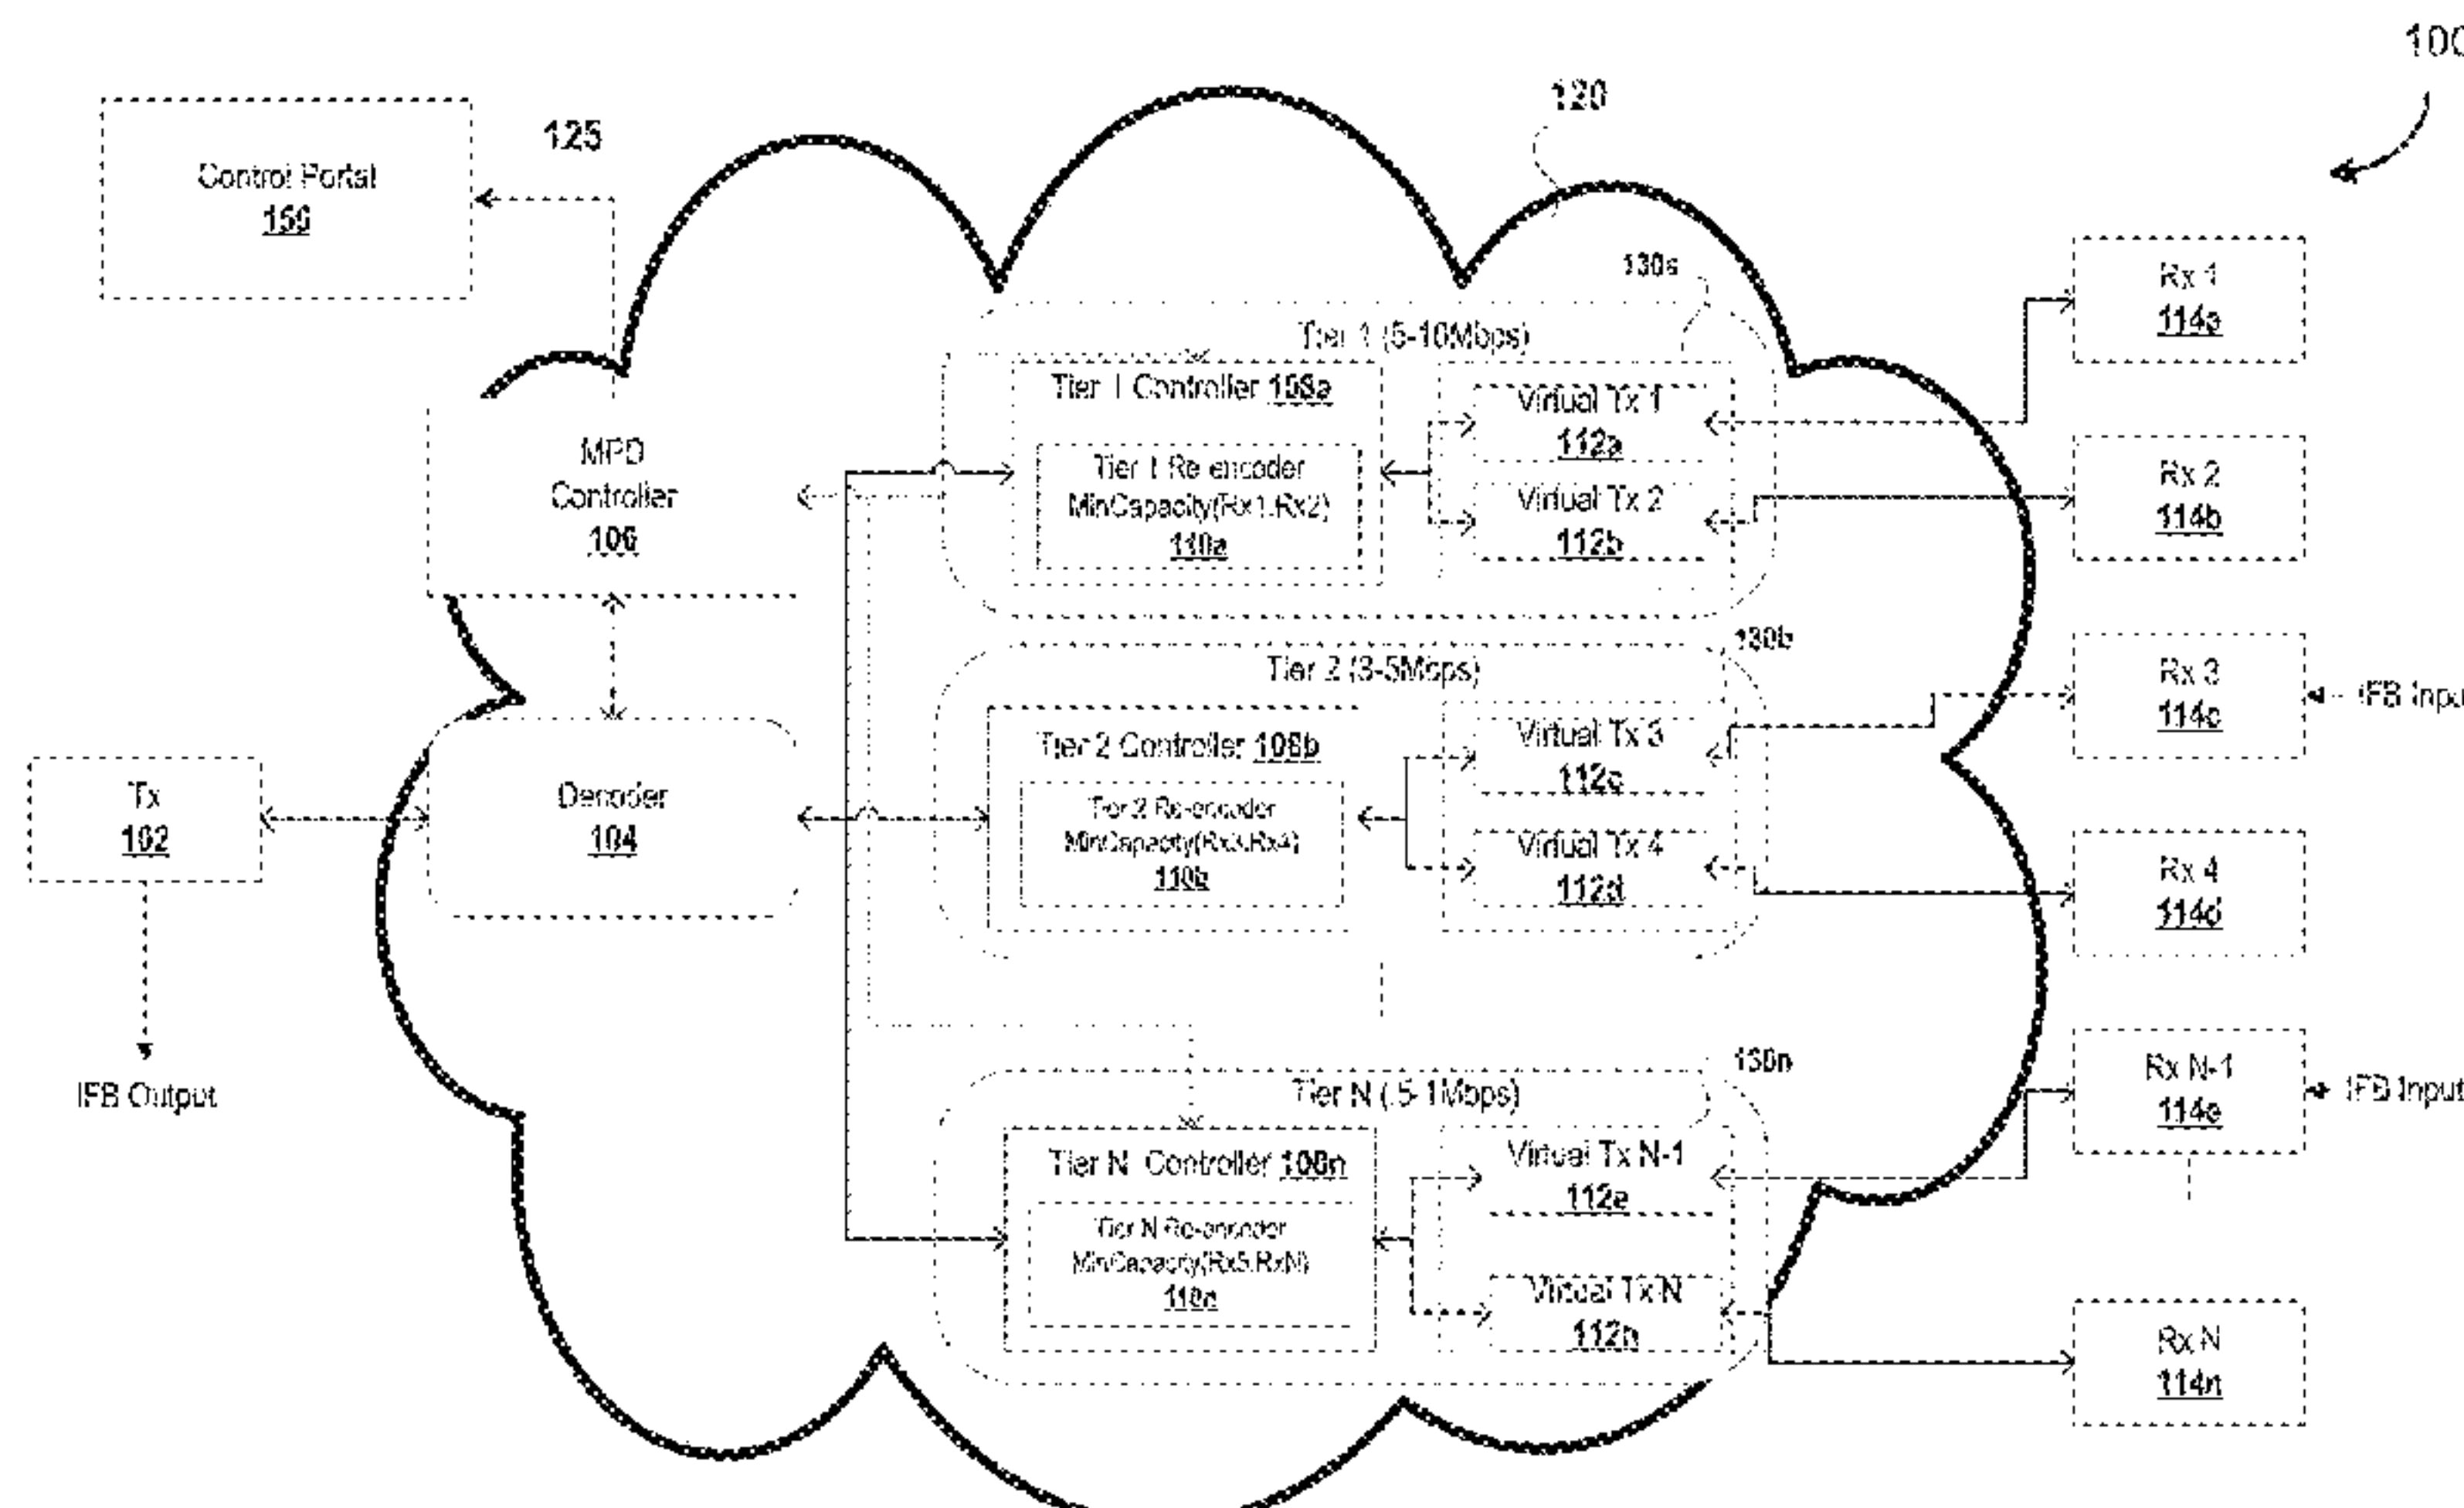 100
120
125
Control Portal
150
130a
Rx 1
114a
Tier 1 (5-10Mbps)
Tier 1 Controller 108a
Virtual Tx 1
112a
MPD
Controller
106
Tier 1 Re-encoder
MinCapacity(Rx1,Rx2)
110a
Virtual Tx 2
112b
Rx 2
114b
130b
Tier 2 (3-5Mbps)
Rx 3
114c
IFB Inpu
Tier 2 Controller 108b
Virtual Tx 3
112c
Tx
102
Decoder
104
Tier 2 Re-encoder
MinCapacity(Rx3,Rx4)
110b
Virtual Tx 4
112d
Rx 4
114d
130n
IFB Output
Tier N (.5-1Mbps)
Rx N-1
114e
IFB Input
Tier N Controller 108n
Virtual Tx N-1
112e
Tier N Re-encoder
MinCapacity(Rx5,RxN)
110n
Virtual Tx N
112n
Rx N
114n